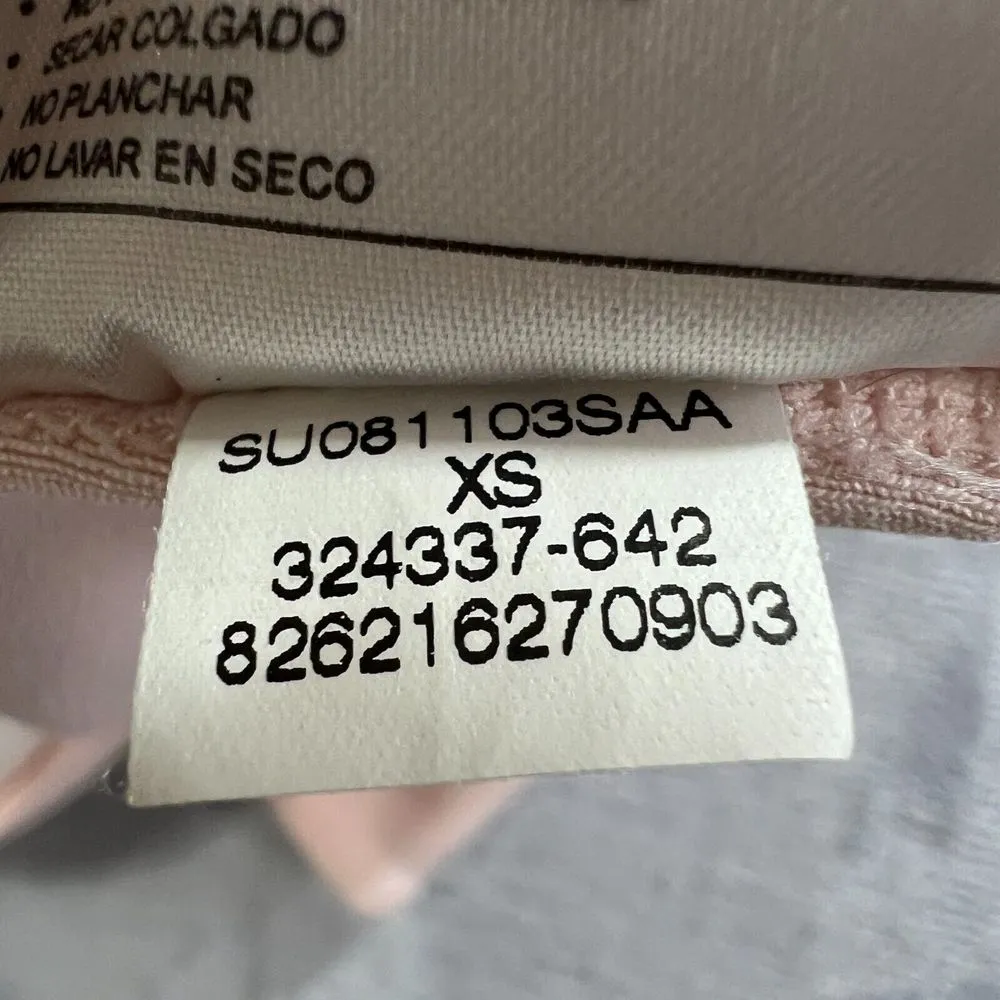 • SECAR COLGADO
• NO PLANCHAR
NO LAVAR EN SECO
SU081103SAA
XS
324337-642
826216270903